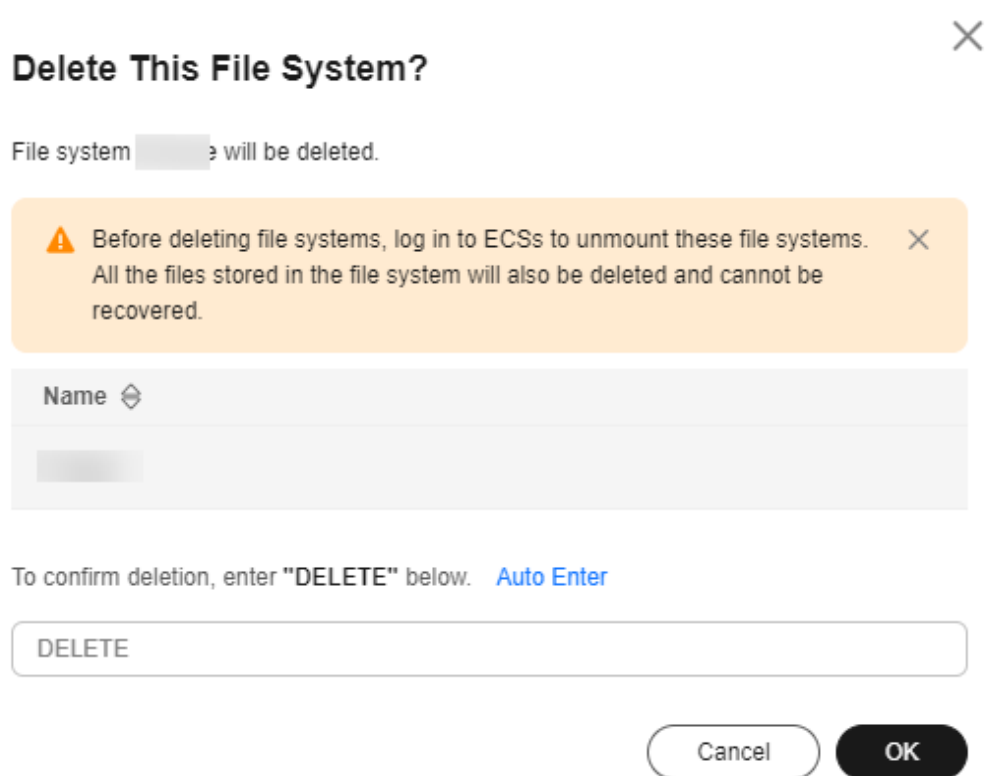 Delete This File System?
File system will be deleted.
Before deleting file systems, log in to ECSs to unmount these file systems.
All the files stored in the file system will also be deleted and cannot be
recovered.
Name
To confirm deletion, enter "DELETE" below. Auto Enter
DELETE
Cancel OK